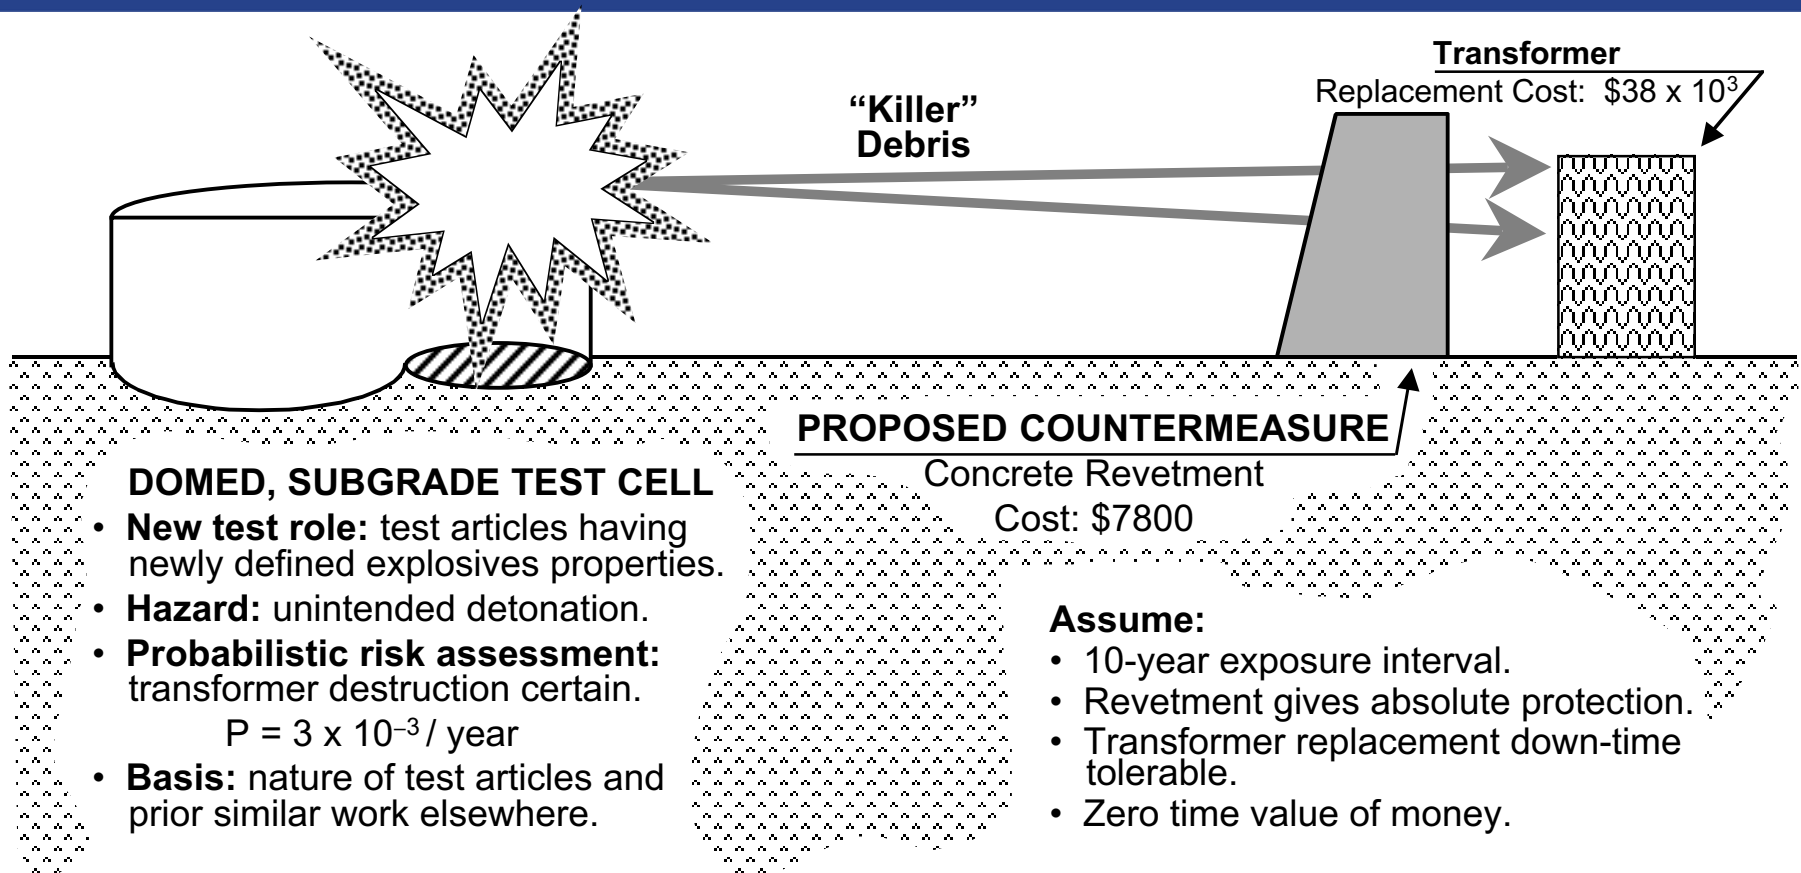 Transformer
Replacement Cost: $38 x 10³
“Killer”
Debris
PROPOSED COUNTERMEASURE
Concrete Revetment
Cost: $7800
DOMED, SUBGRADE TEST CELL
• New test role: test articles having
newly defined explosives properties.
• Hazard: unintended detonation.
• Probabilistic risk assessment:
transformer destruction certain.
P = 3 x 10⁻³ / year
• Basis: nature of test articles and
prior similar work elsewhere.
Assume:
• 10-year exposure interval.
• Revetment gives absolute protection.
• Transformer replacement down-time
tolerable.
• Zero time value of money.